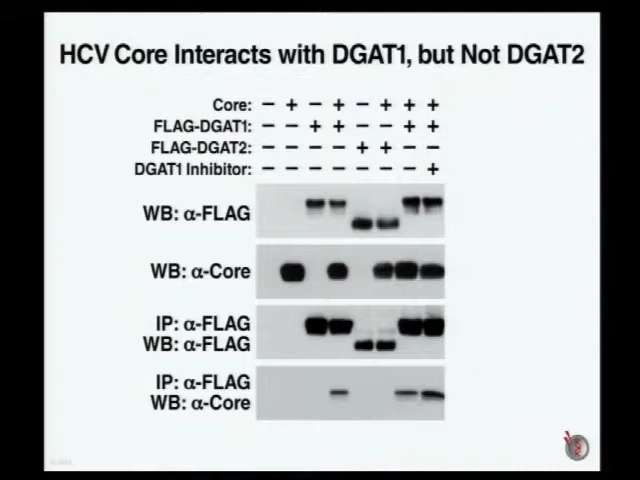 HCV Core Interacts with DGAT1, but Not DGAT2
Core: − + − + − + + +
FLAG-DGAT1: − − + + − − + +
FLAG-DGAT2: − − − − + + − −
DGAT1 Inhibitor: − − − − − − − +
WB: α-FLAG
WB: α-Core
IP: α-FLAG
WB: α-FLAG
IP: α-FLAG
WB: α-Core